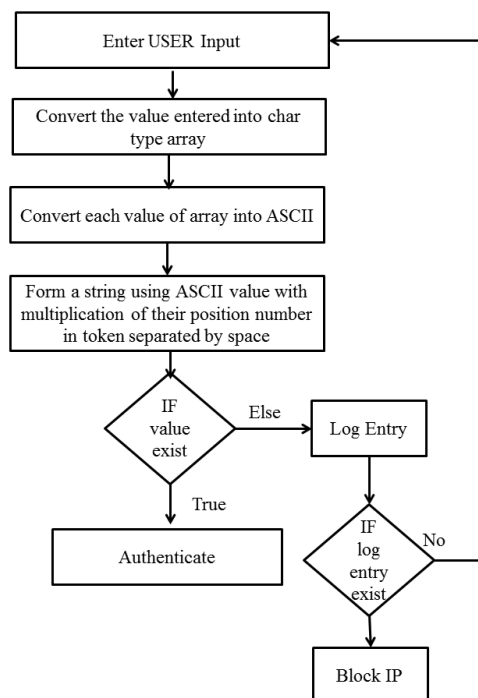 Enter USER Input
Convert the value entered into char
type array
Convert each value of array into ASCII
Form a string using ASCII value with
multiplication of their position number
in token separated by space
IF
value
exist
Else
Log Entry
True
Authenticate
IF
log
entry
exist
No
Block IP